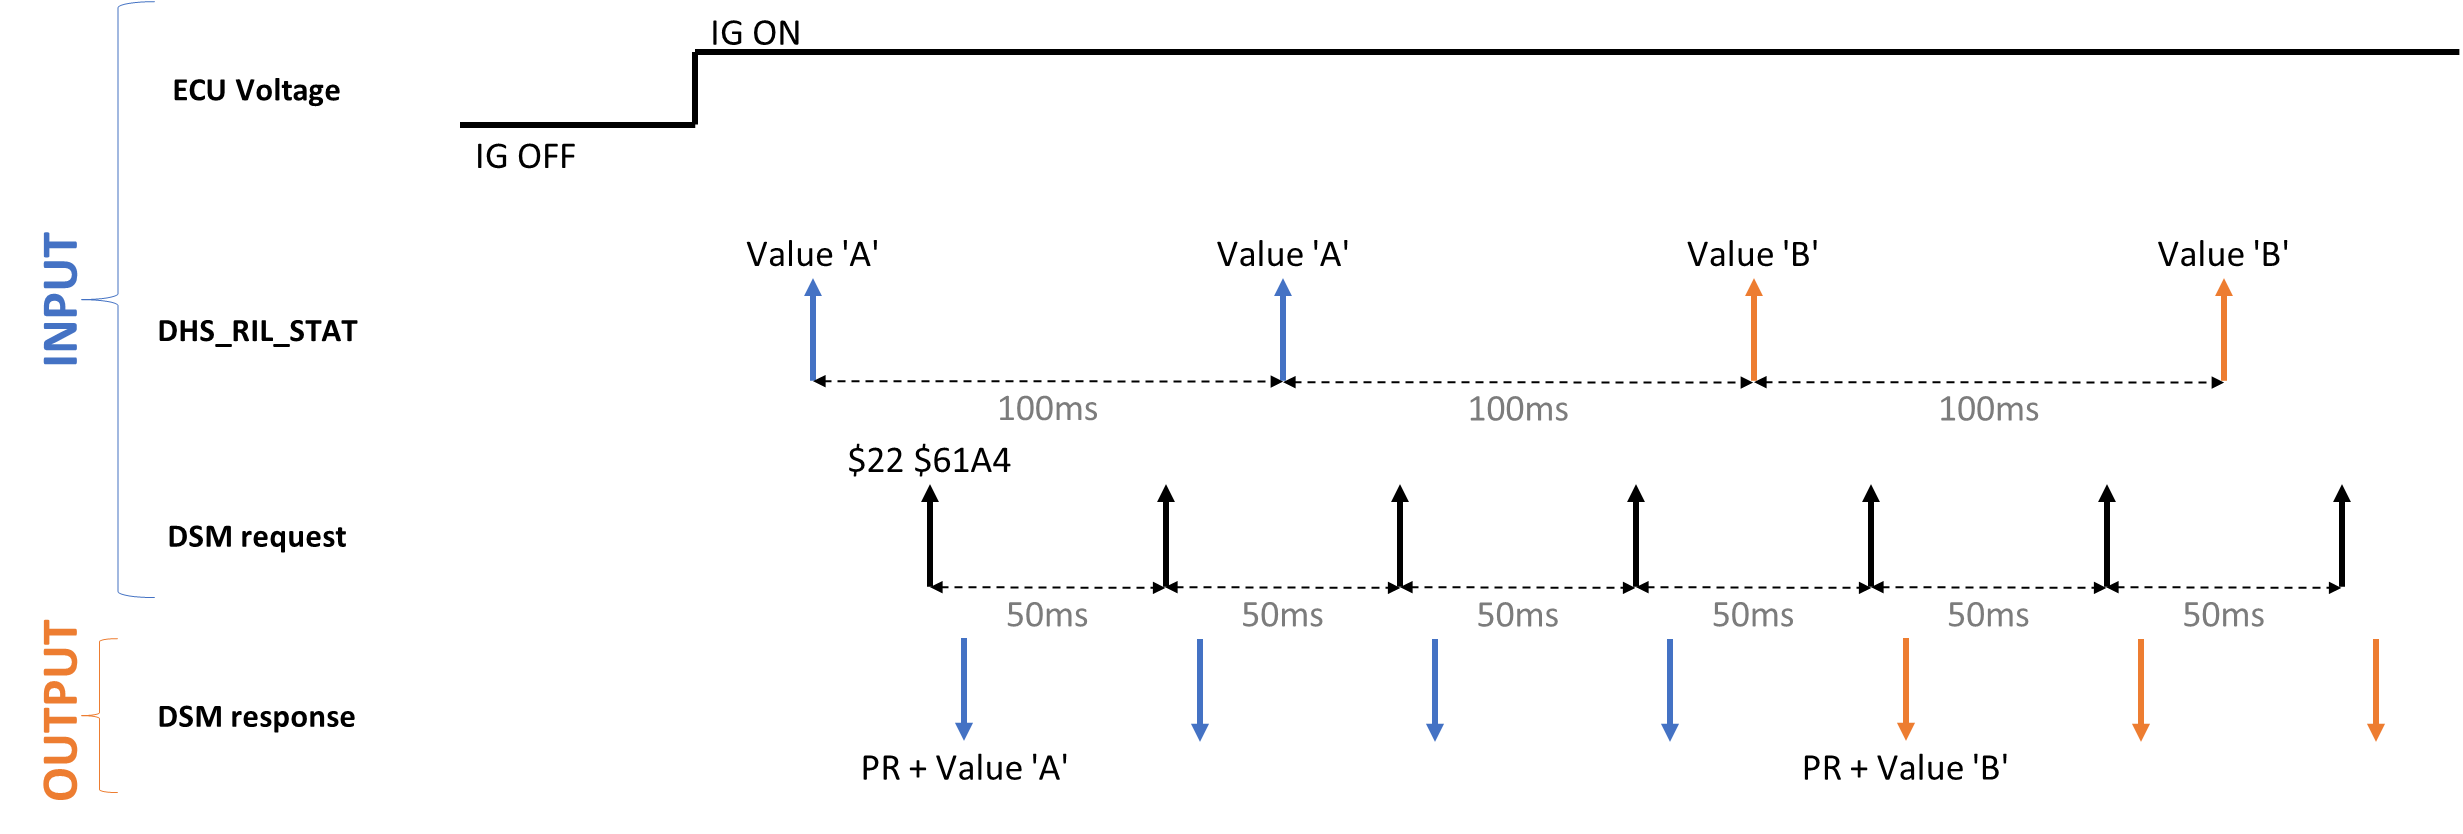 IG ON
ECU Voltage
IG OFF
INPUT
Value 'A' Value 'A' Value 'B' Value 'B'
DHS_RIL_STAT
100ms 100ms 100ms
$22 $61A4
DSM request
50ms 50ms 50ms 50ms 50ms 50ms
OUTPUT
DSM response
PR + Value 'A' PR + Value 'B'